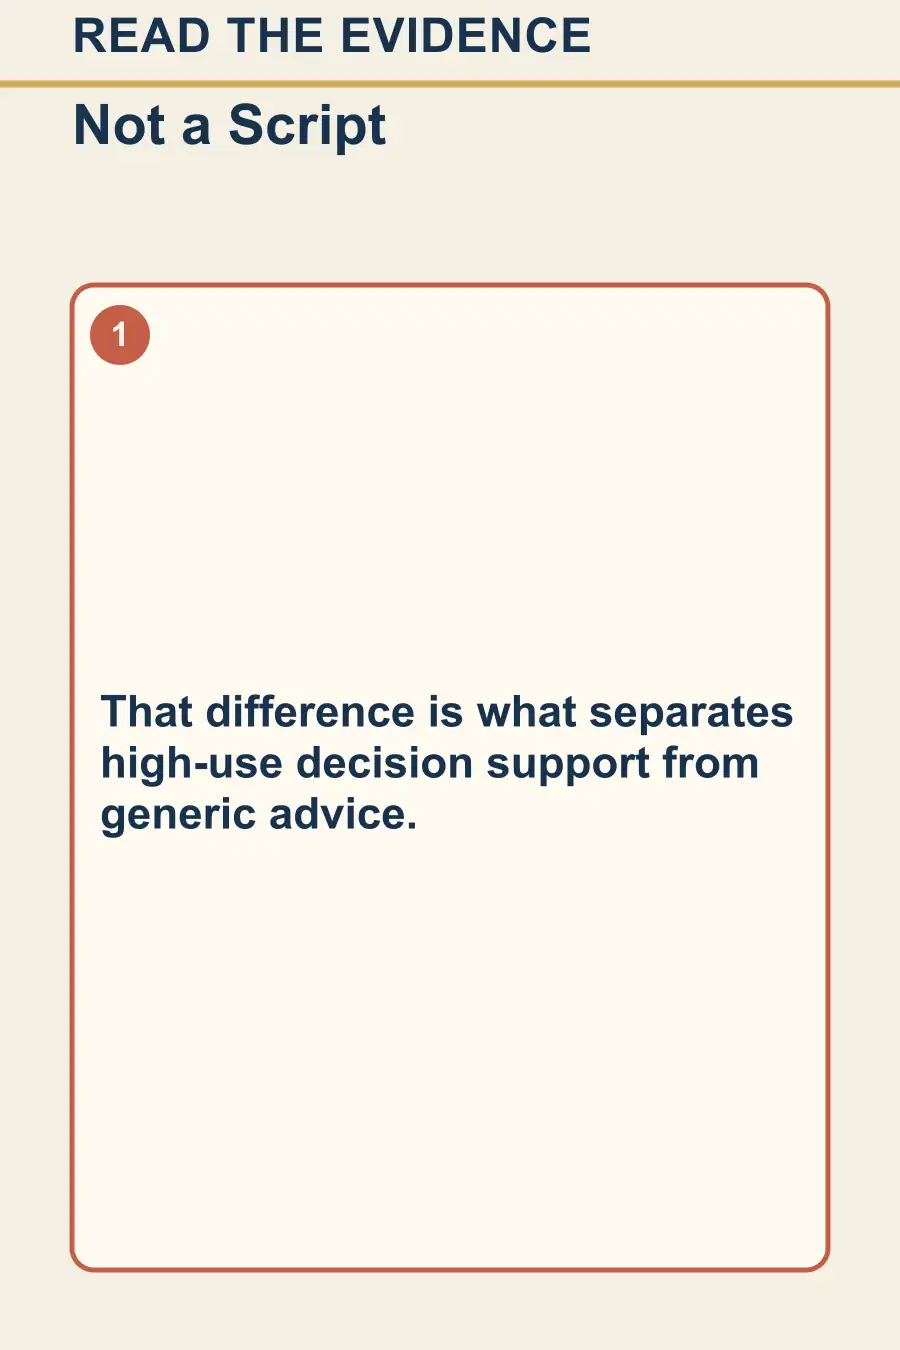 READ THE EVIDENCE
Not a Script
1
That difference is what separates
high-use decision support from
generic advice.